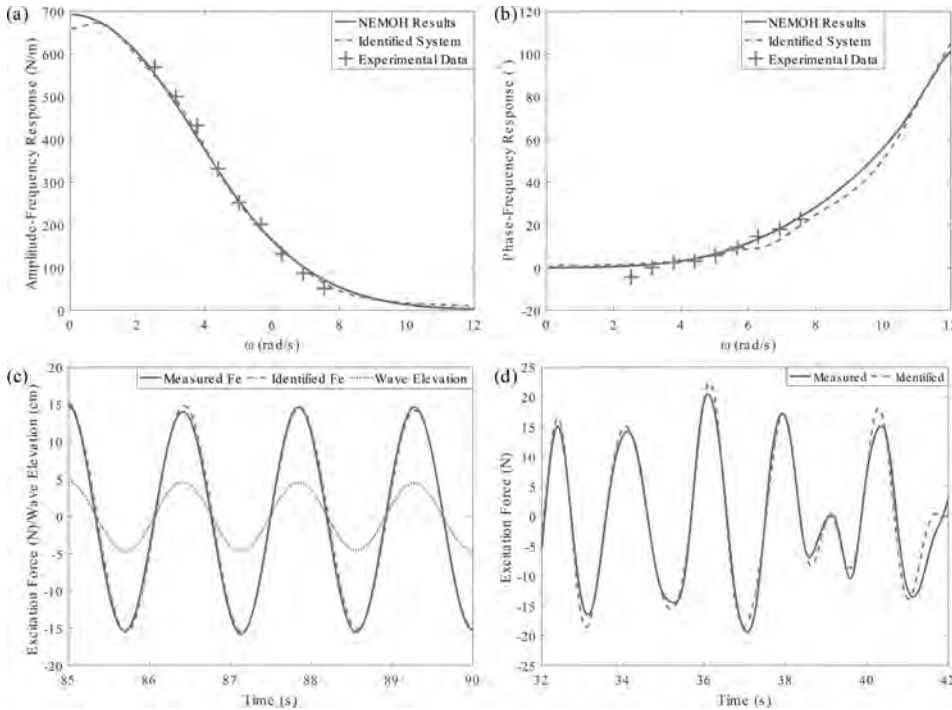 (a)
700
600
500
400
300
200
100
0
Amplitude-Frequency Response (N/m)
NEMOH Results
Identified System
Experimental Data
0 2 4 6 8 10 12
ω (rad/s)
(b)
120
100
80
60
40
20
0
-20
Phase-Frequency Response (°)
NEMOH Results
Identified System
Experimental Data
0 2 4 6 8 10 12
ω (rad/s)
(c)
20
15
10
5
0
-5
-10
-15
-20
Excitation Force (N)/Wave Elevation (cm)
Measured Fe Identified Fe Wave Elevation
85 86 87 88 89 90
Time (s)
(d)
25
20
15
10
5
0
-5
-10
-15
-20
-25
Excitation Force (N)
Measured Identified
32 34 36 38 40 42
Time (s)